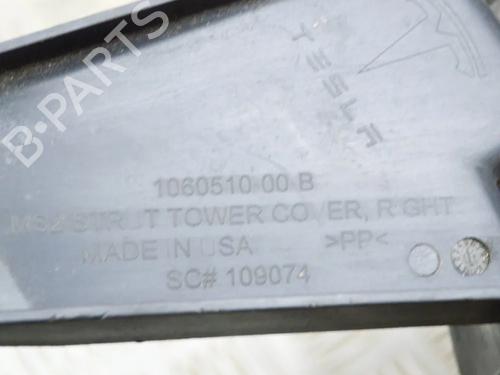 TESLA
1060510-00 B
MS2 STRUT TOWER COVER, RIGHT
MADE IN USA >PP<
SC# 109074
B-PARTS